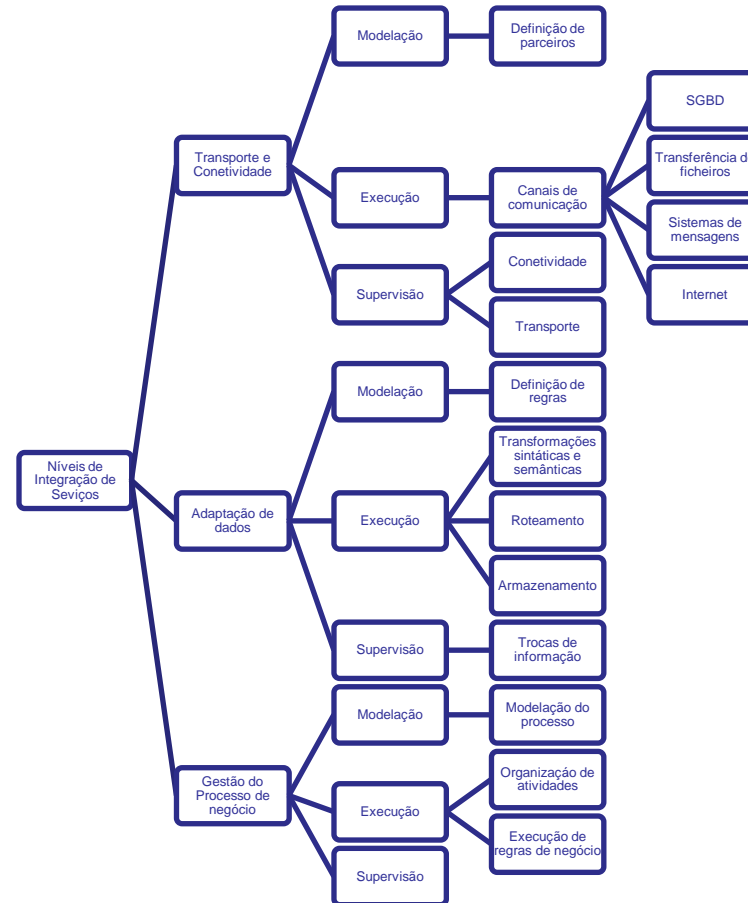 Modelação
Definição de
parceiros
SGBD
Transporte e
Conetividade
Transferência d
ficheiros
Execução
Canais de
comunicação
Sistemas de
mensagens
Conetividade
Internet
Supervisão
Transporte
Modelação
Definição de
regras
Transformações
sintáticas e
semânticas
Níveis de
Integração de
Seviços
Adaptação de
dados
Execução
Roteamento
Armazenamento
Supervisão
Trocas de
informação
Modelação
Modelação do
processo
Gestão do
Processo de
negócio
Organizaçáo de
atividades
Execução
Execução de
regras de negócio
Supervisão